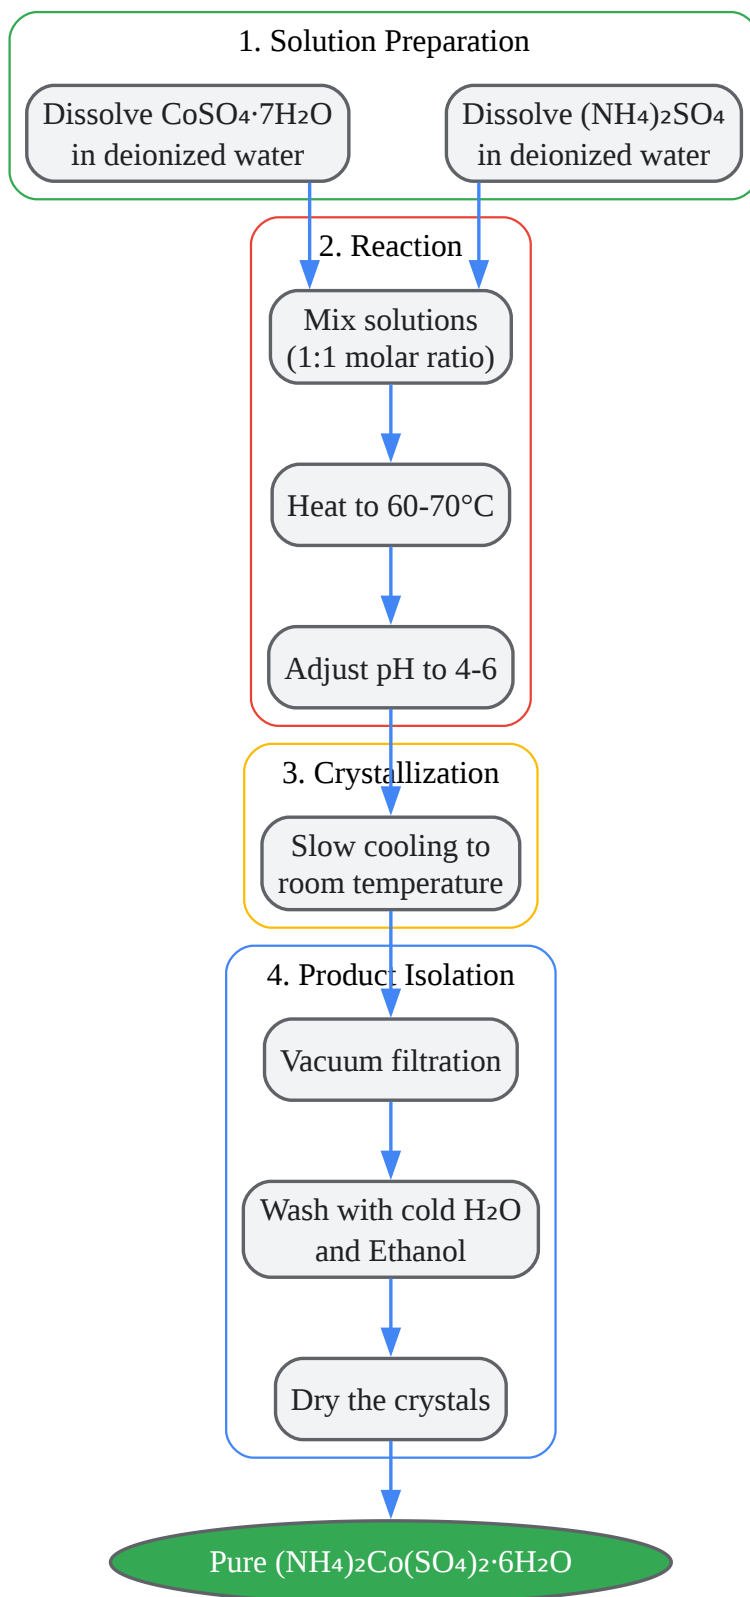 1. Solution Preparation
Dissolve CoSO₄·7H₂O
in deionized water
Dissolve (NH₄)₂SO₄
in deionized water
2. Reaction
Mix solutions
(1:1 molar ratio)
Heat to 60-70°C
Adjust pH to 4-6
3. Crystallization
Slow cooling to
room temperature
4. Product Isolation
Vacuum filtration
Wash with cold H₂O
and Ethanol
Dry the crystals
Pure (NH₄)₂Co(SO₄)₂·6H₂O